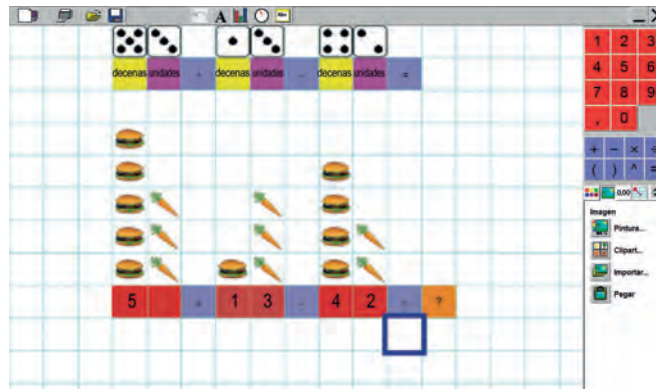 A Abc
1 2 3
4 5 6
7 8 9
, 0
decenas unidades + decenas unidades − decenas unidades =
+ − ×
( ) ^ =
0,00
Imagen
Pintura...
Clipart...
Importar...
Pegar
5 + 1 3 − 4 2 = ?